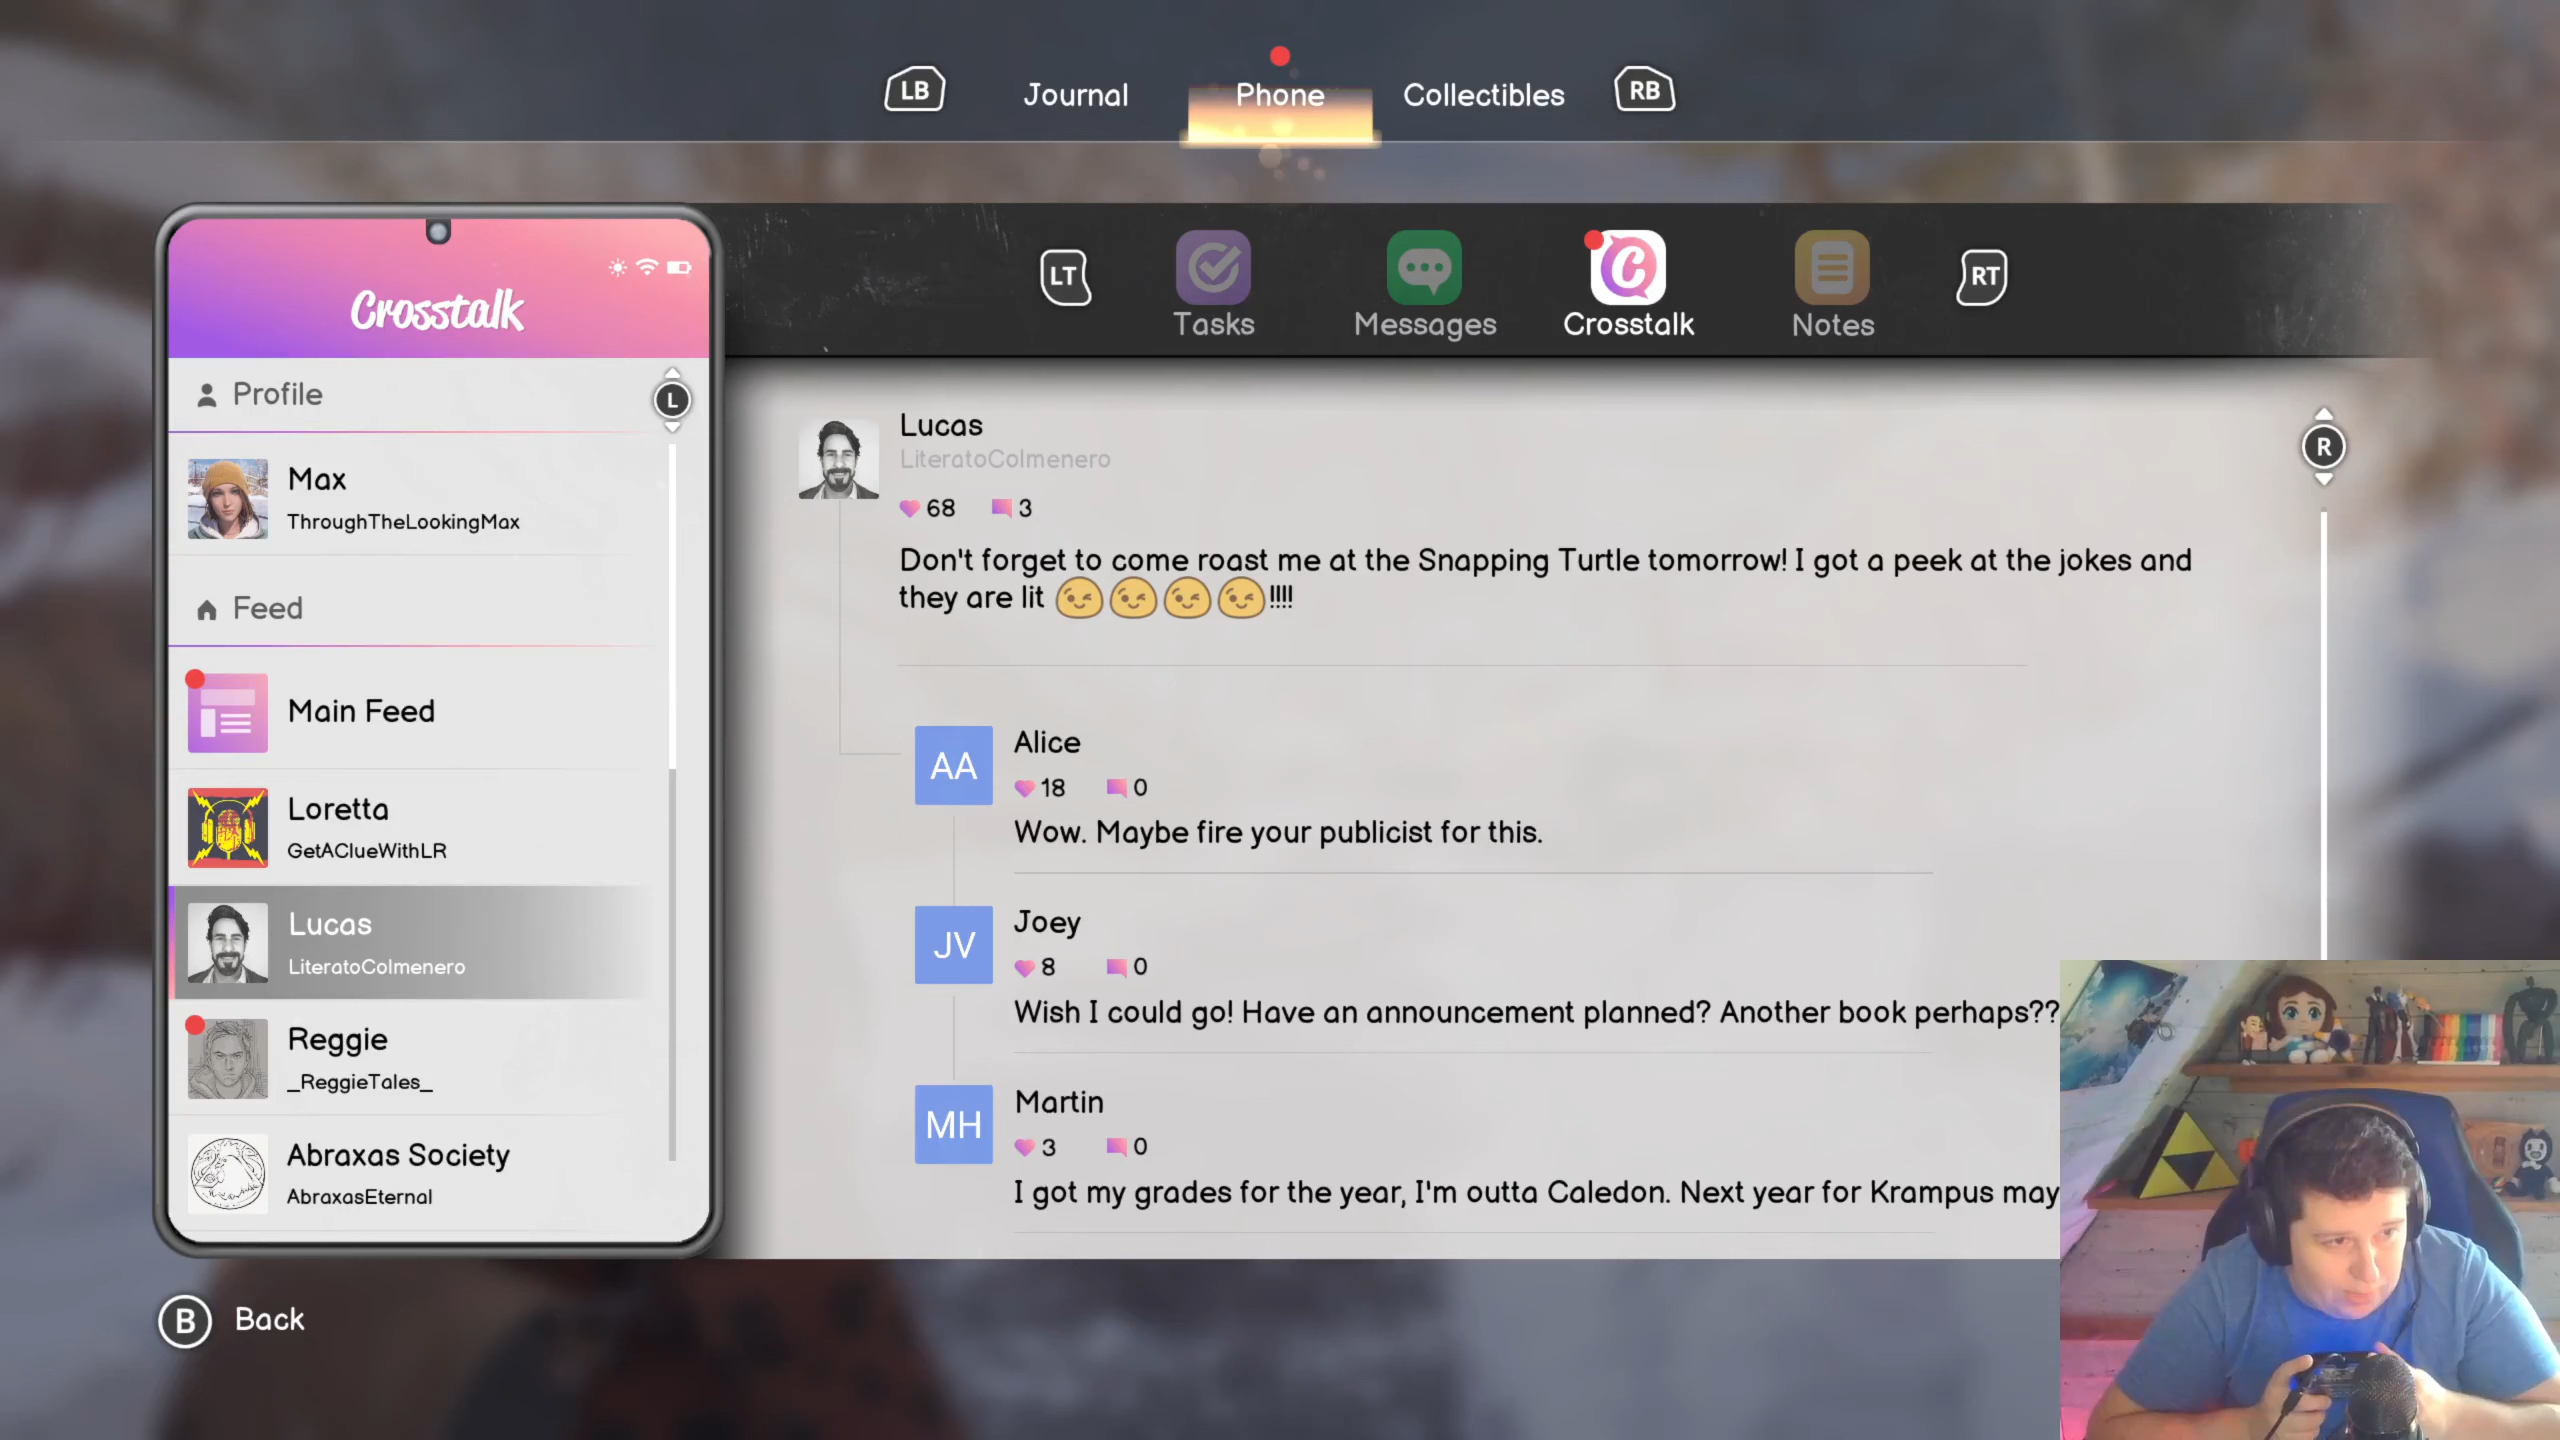 LB
Journal
Phone
Collectibles
RB
Crosstalk
LT
Tasks
Messages
Crosstalk
Notes
RT
Profile
L
Max
ThroughTheLookingMax
Feed
Main Feed
Loretta
GetAClueWithLR
Lucas
LiteratoColmenero
Reggie
_ReggieTales_
Abraxas Society
AbraxasEternal
Lucas
LiteratoColmenero
68 3
R
Don't forget to come roast me at the Snapping Turtle tomorrow! I got a peek at the jokes and
they are lit 😉😉😉😉!!!!
AA
Alice
18 0
Wow. Maybe fire your publicist for this.
JV
Joey
8 0
Wish I could go! Have an announcement planned? Another book perhaps??
MH
Martin
3 0
I got my grades for the year, I'm outta Caledon. Next year for Krampus may
B Back